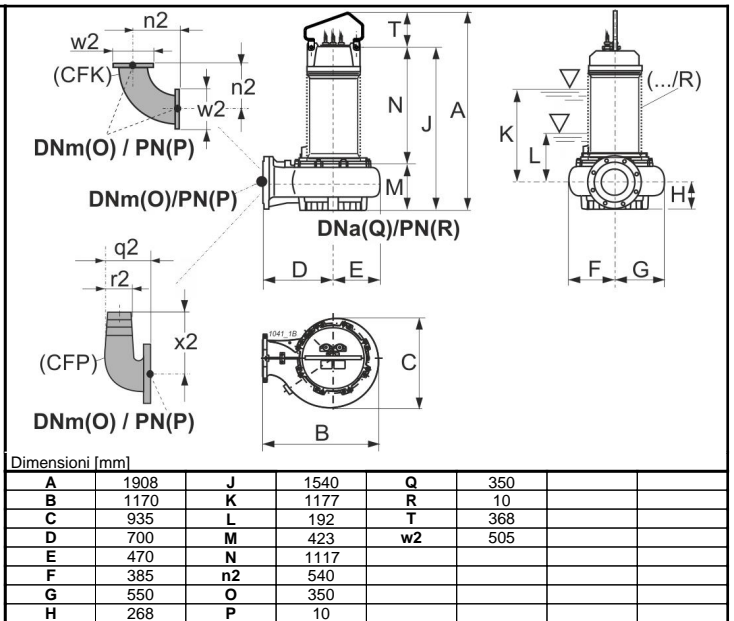 n2
w2
(CFK)
n2
w2
DNm(O) / PN(P)
T
A
N
J
M
DNm(O)/PN(P)
DNa(Q)/PN(R)
D
E
(.../R)
K
L
H
F
G
q2
r2
x2
(CFP)
DNm(O) / PN(P)
1041_1B
C
B
Dimensioni [mm]
A 1908 J 1540 Q 350
B 1170 K 1177 R 10
C 935 L 192 T 368
D 700 M 423 w2 505
E 470 N 1117
F 385 n2 540
G 550 O 350
H 268 P 10